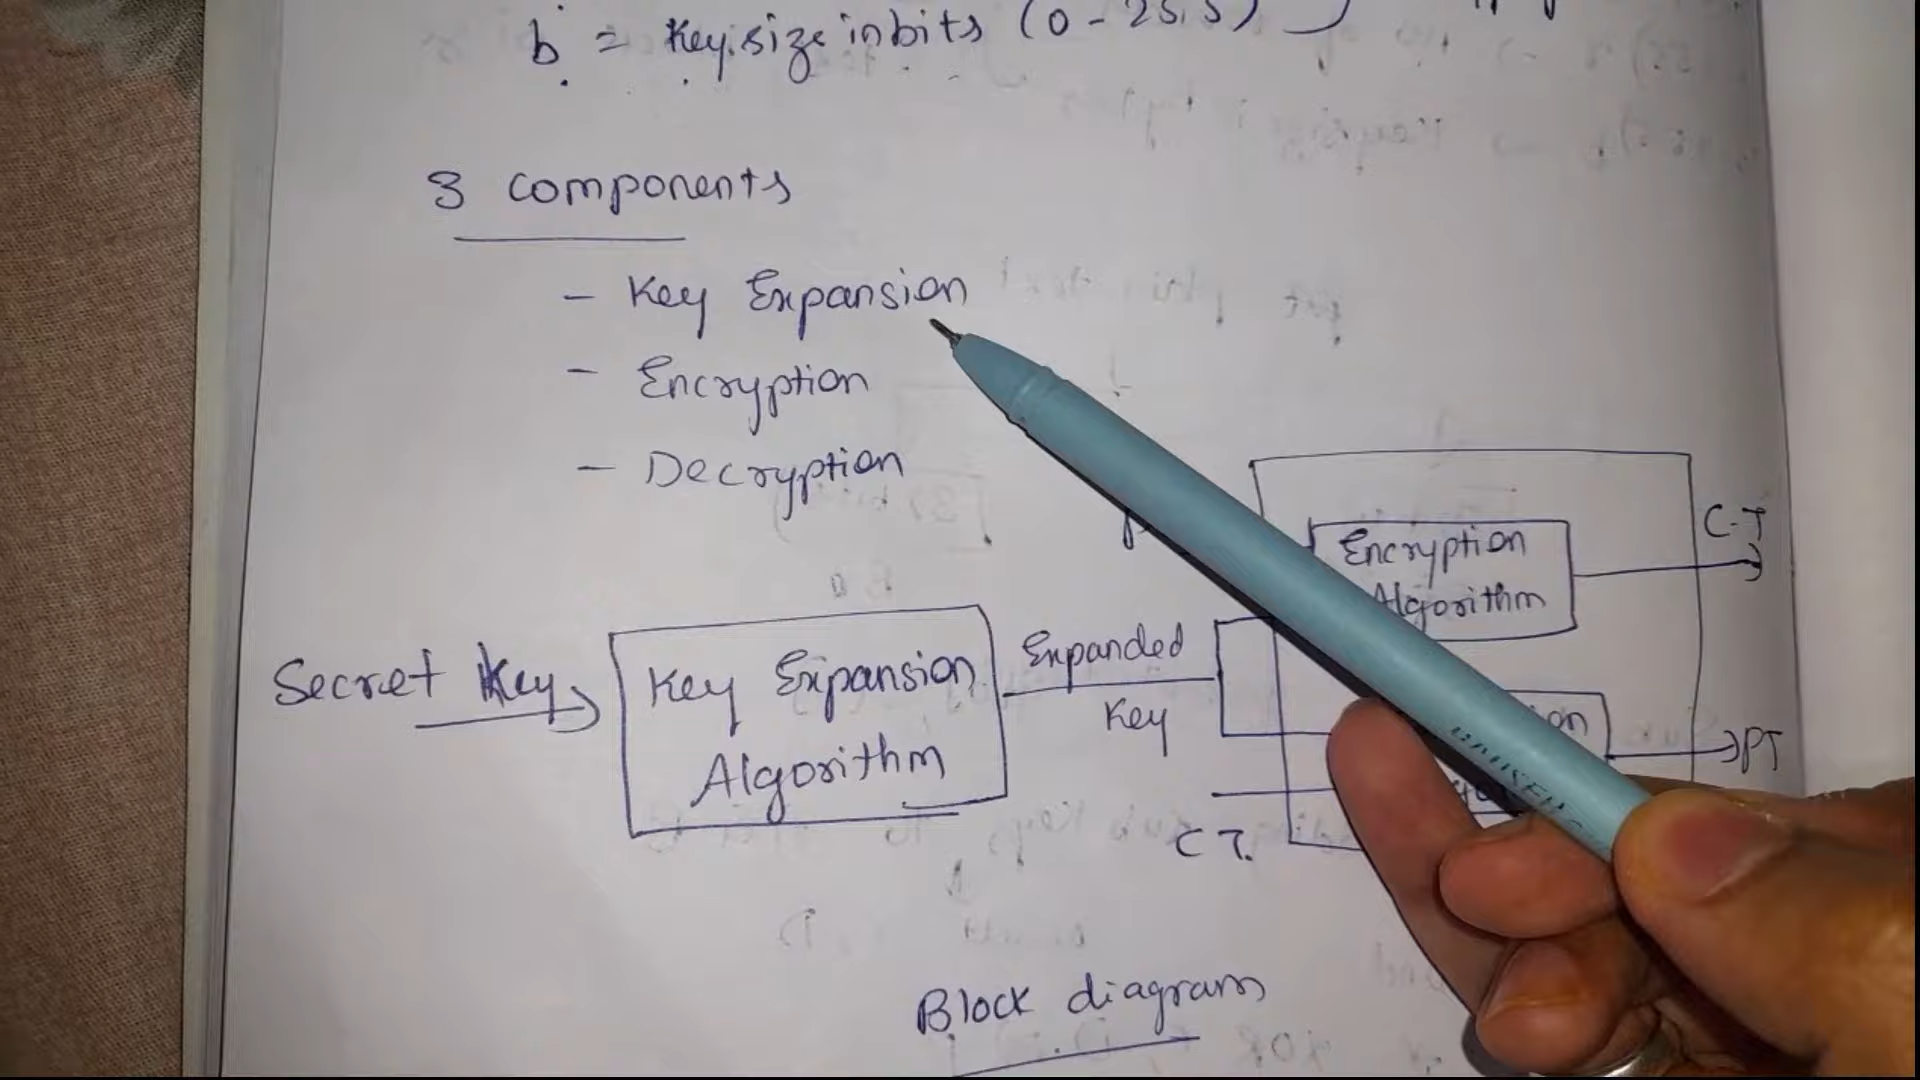 b = Key size in bits (0 - 255)
3 components
- Key Expansion
- Encryption
- Decryption
Encryption
Algorithm
C.T
Secret Key
Key Expansion
Algorithm
Expanded
Key
PT
C T.
Block diagram